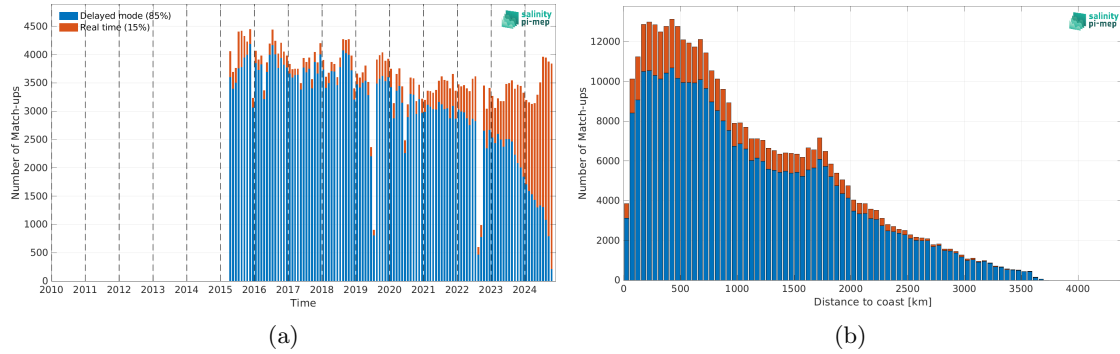 Delayed mode (85%)
Real time (15%)
salinity
pi-mep
4500
4000
3500
3000
2500
2000
1500
1000
500
0
Number of Match-ups
2010 2011 2012 2013 2014 2015 2016 2017 2018 2019 2020 2021 2022 2023 2024
Time
(a)
salinity
pi-mep
12000
10000
8000
6000
4000
2000
0
Number of Match-ups
0 500 1000 1500 2000 2500 3000 3500 4000
Distance to coast [km]
(b)